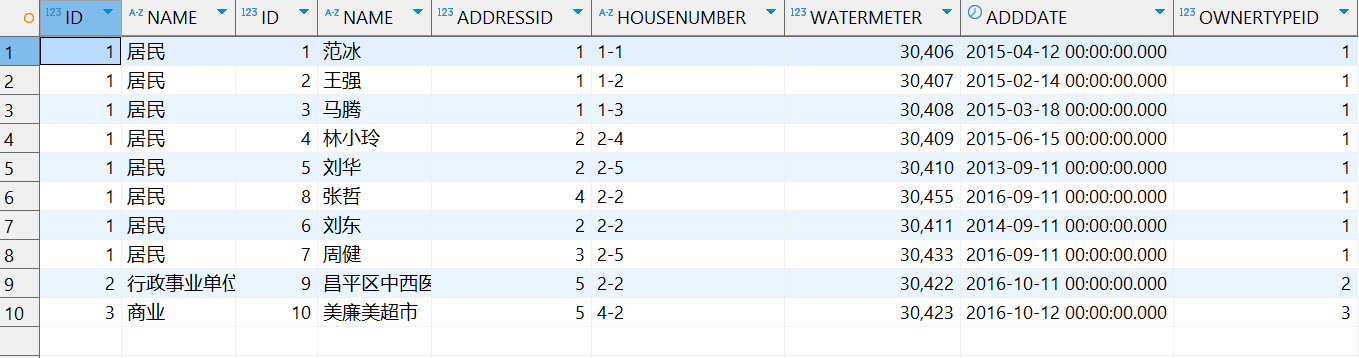 123 ID A-Z NAME 123 ID A-Z NAME 123 ADDRESSID A-Z HOUSENUMBER 123 WATERMETER ADDDATE 123 OWNERTYPEID
1 1 居民 1 范冰 1 1-1 30,406 2015-04-12 00:00:00.000 1
2 1 居民 2 王强 1 1-2 30,407 2015-02-14 00:00:00.000 1
3 1 居民 3 马腾 1 1-3 30,408 2015-03-18 00:00:00.000 1
4 1 居民 4 林小玲 2 2-4 30,409 2015-06-15 00:00:00.000 1
5 1 居民 5 刘华 2 2-5 30,410 2013-09-11 00:00:00.000 1
6 1 居民 8 张哲 4 2-2 30,455 2016-09-11 00:00:00.000 1
7 1 居民 6 刘东 2 2-2 30,411 2014-09-11 00:00:00.000 1
8 1 居民 7 周健 3 2-5 30,433 2016-09-11 00:00:00.000 1
9 2 行政事业单位 9 昌平区中西医 5 2-2 30,422 2016-10-11 00:00:00.000 2
10 3 商业 10 美廉美超市 5 4-2 30,423 2016-10-12 00:00:00.000 3